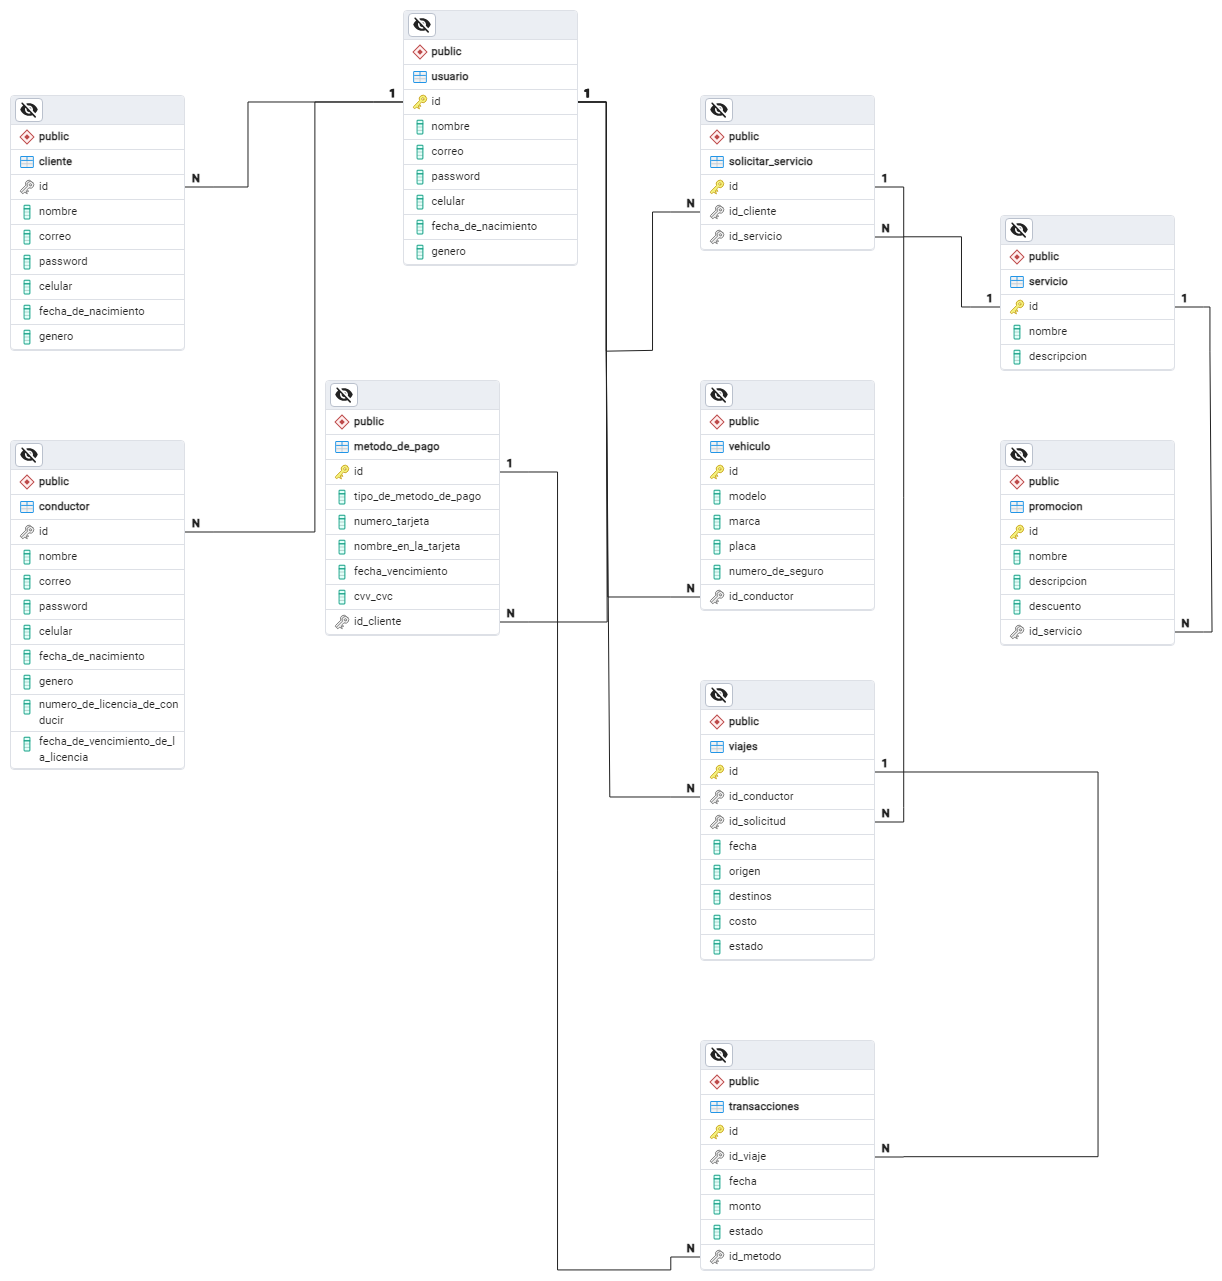 public
usuario
id
nombre
correo
password
celular
fecha_de_nacimiento
genero
1
1
public
cliente
id
nombre
correo
password
celular
fecha_de_nacimiento
genero
N
public
solicitar_servicio
id
id_cliente
id_servicio
1
N
N
public
servicio
id
nombre
descripcion
1
1
public
metodo_de_pago
id
tipo_de_metodo_de_pago
numero_tarjeta
nombre_en_la_tarjeta
fecha_vencimiento
cvv_cvc
id_cliente
1
N
public
vehiculo
id
modelo
marca
placa
numero_de_seguro
id_conductor
N
public
conductor
id
nombre
correo
password
celular
fecha_de_nacimiento
genero
numero_de_licencia_de_con
ducir
fecha_de_vencimiento_de_l
a_licencia
N
public
promocion
id
nombre
descripcion
descuento
id_servicio
N
public
viajes
id
id_conductor
id_solicitud
fecha
origen
destinos
costo
estado
1
N
N
public
transacciones
id
id_viaje
fecha
monto
estado
id_metodo
N
N